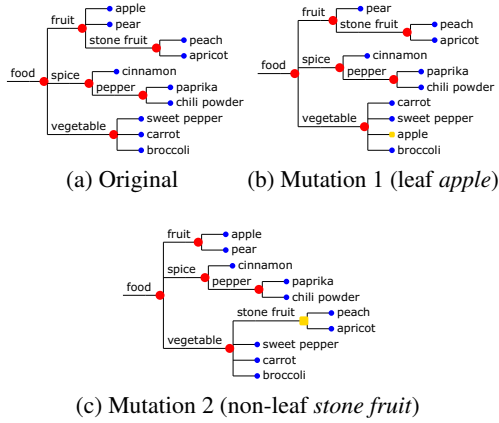 apple
fruit
pear
stone fruit
peach
apricot
food
spice
cinnamon
pepper
paprika
chili powder
vegetable
sweet pepper
carrot
broccoli
(a) Original
pear
fruit
stone fruit
peach
apricot
food
spice
cinnamon
pepper
paprika
chili powder
carrot
vegetable
sweet pepper
apple
broccoli
(b) Mutation 1 (leaf apple)
fruit
apple
pear
food
spice
cinnamon
pepper
paprika
chili powder
stone fruit
peach
apricot
vegetable
sweet pepper
carrot
broccoli
(c) Mutation 2 (non-leaf stone fruit)